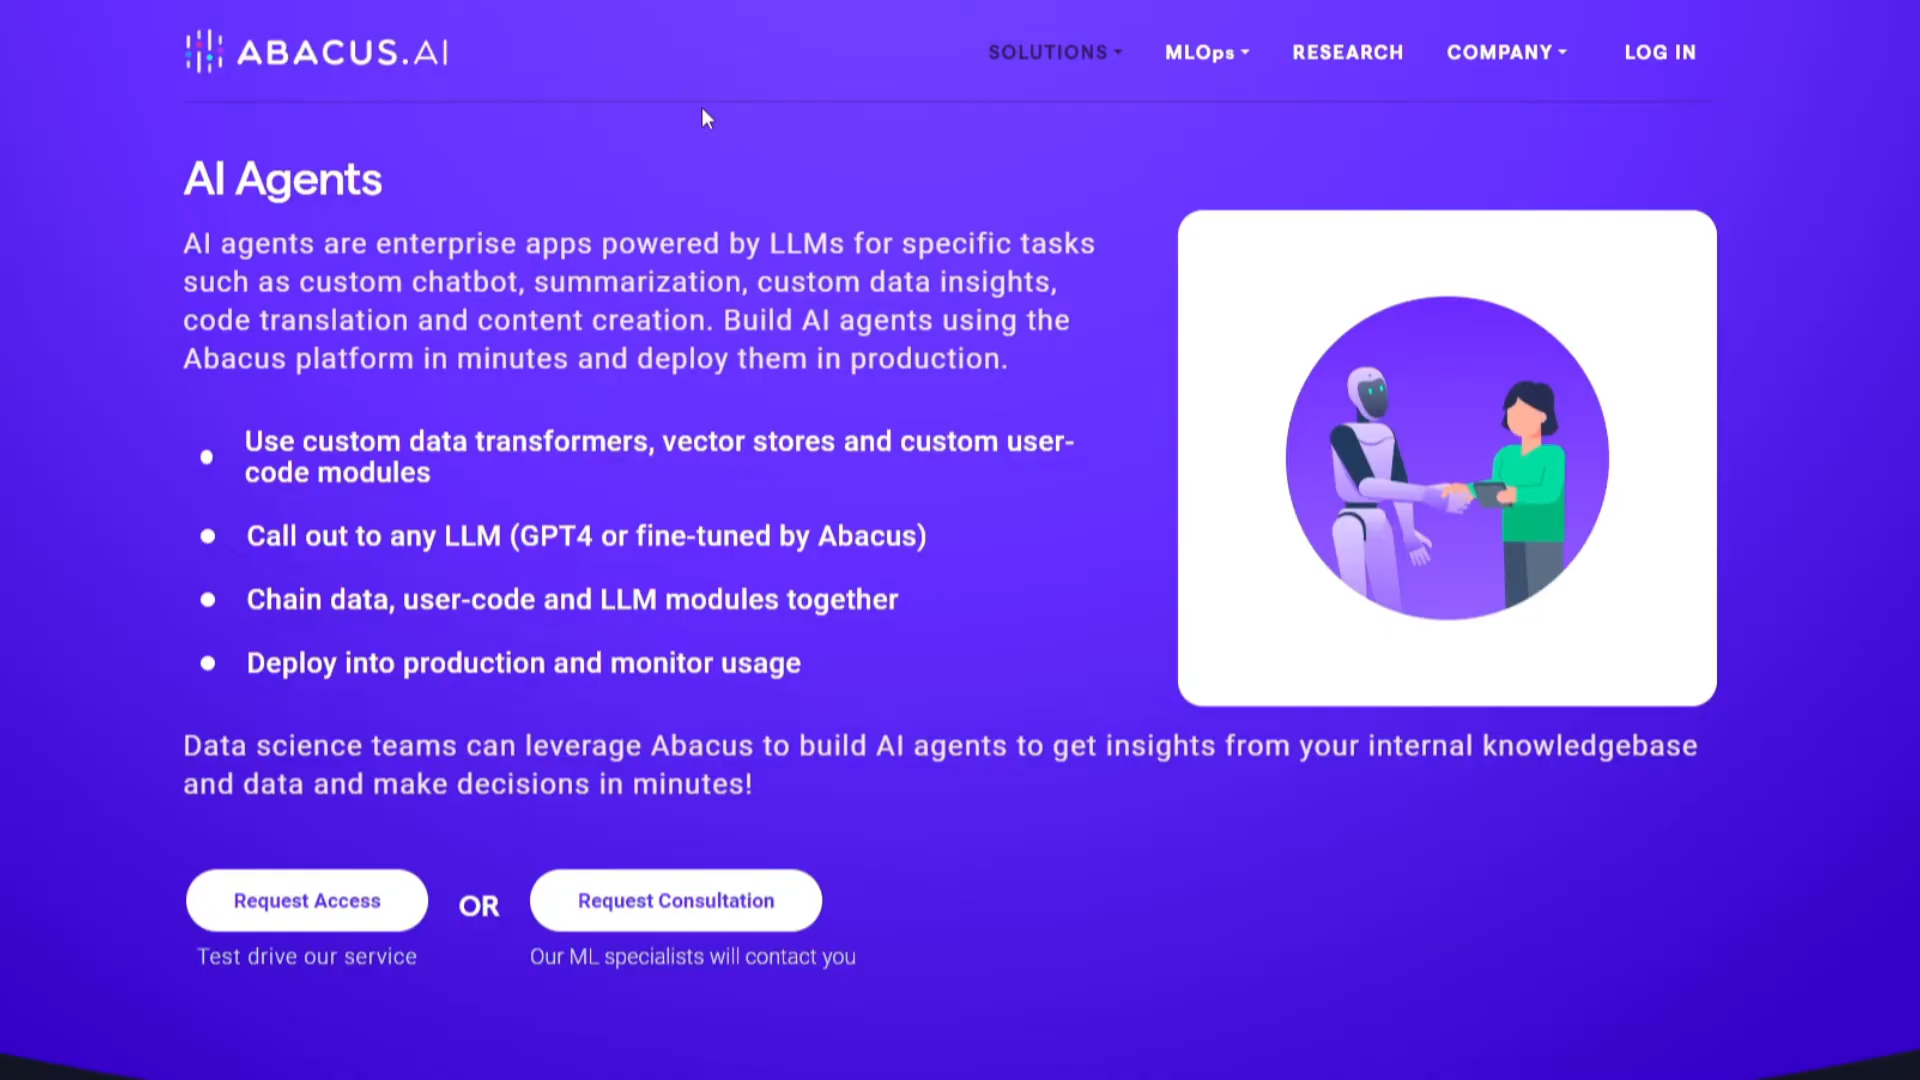 ABACUS.AI
SOLUTIONS MLOps RESEARCH COMPANY LOG IN
AI Agents
AI agents are enterprise apps powered by LLMs for specific tasks
such as custom chatbot, summarization, custom data insights,
code translation and content creation. Build AI agents using the
Abacus platform in minutes and deploy them in production.
Use custom data transformers, vector stores and custom user-
code modules
Call out to any LLM (GPT4 or fine-tuned by Abacus)
Chain data, user-code and LLM modules together
Deploy into production and monitor usage
Data science teams can leverage Abacus to build AI agents to get insights from your internal knowledgebase
and data and make decisions in minutes!
Request Access OR Request Consultation
Test drive our service Our ML specialists will contact you